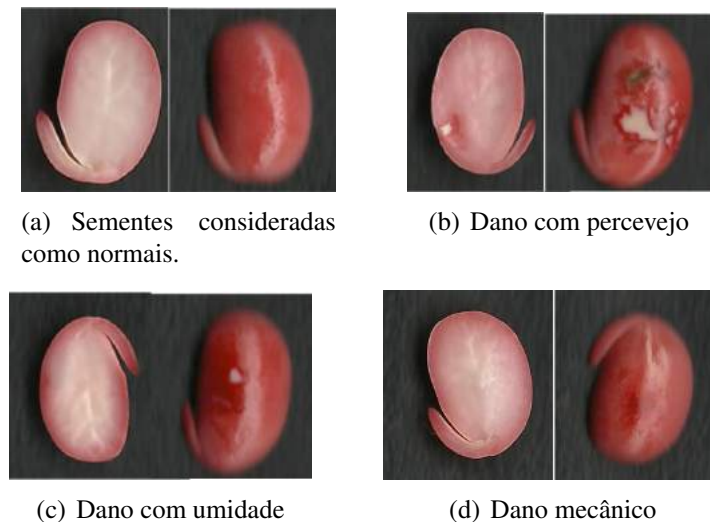 (a) Sementes consideradas
como normais.
(b) Dano com percevejo
(c) Dano com umidade
(d) Dano mecânico